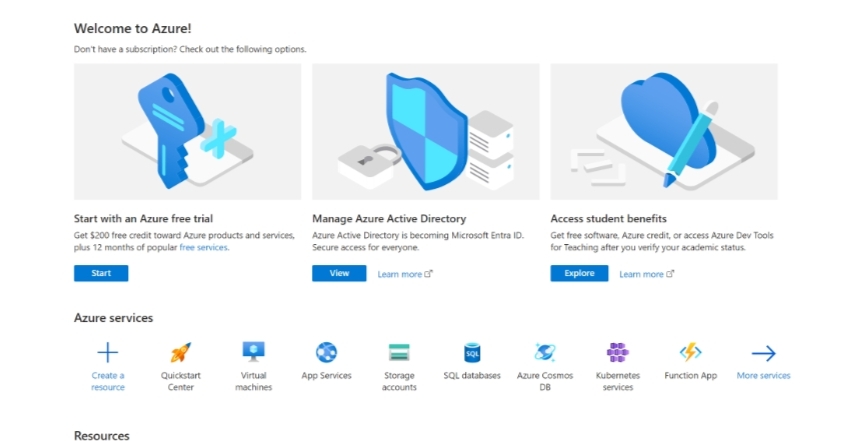 Welcome to Azure!
Don't have a subscription? Check out the following options.
Start with an Azure free trial
Get $200 free credit toward Azure products and services,
plus 12 months of popular free services.
Start
Manage Azure Active Directory
Azure Active Directory is becoming Microsoft Entra ID.
Secure access for everyone.
View
Learn more
Access student benefits
Get free software, Azure credit, or access Azure Dev Tools
for Teaching after you verify your academic status.
Explore
Learn more
Azure services
Create a
resource
Quickstart
Center
Virtual
machines
App Services
Storage
accounts
SQL
SQL databases
Azure Cosmos
DB
Kubernetes
services
Function App
More services
Resources